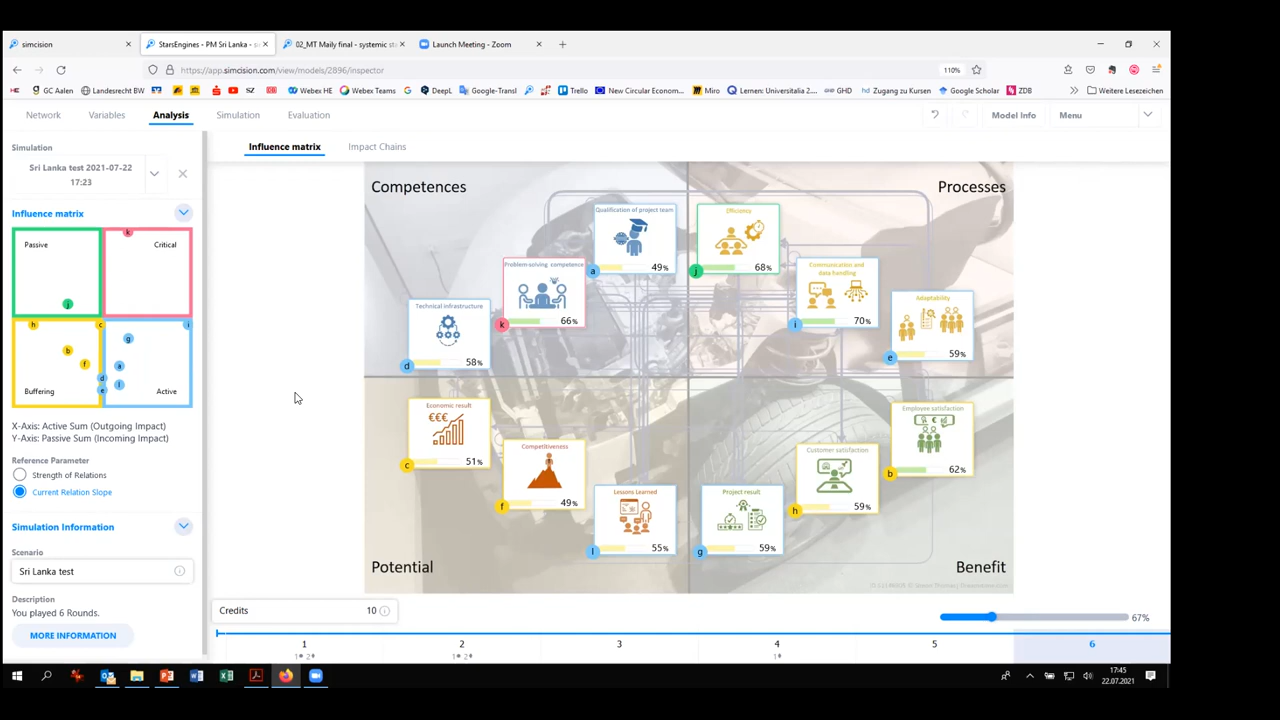 simcision
StarsEngines - PM Sri Lanka - s
02_MT Maily final - systemic st
Launch Meeting - Zoom
https://app.simcision.com/view/models/2896/inspector
110%
GC Aalen
Landesrecht BW
YT
SZ
Webex HE
Webex Teams
DeepL
Google-Transl
Trello
New Circular Econom...
Miro
Lernen: Universitalia 2....
GHD
Zugang zu Kursen
Google Scholar
ZDB
Weitere Lesezeichen
Network
Variables
Analysis
Simulation
Evaluation
Model Info
Menu
Simulation
Sri Lanka test 2021-07-22
17:23
Influence matrix
Impact Chains
Influence matrix
Passive
Critical
Buffering
Active
k
j
h
c
i
g
b
f
a
d
e
l
X-Axis: Active Sum (Outgoing Impact)
Y-Axis: Passive Sum (Incoming Impact)
Reference Parameter
Strength of Relations
Current Relation Slope
Simulation Information
Scenario
Sri Lanka test
Description
You played 6 Rounds.
MORE INFORMATION
Competences
Processes
Qualification of project team
a
49%
Efficiency
j
68%
Problem-solving competence
k
66%
Communication and
data handling
i
70%
Technical infrastructure
d
58%
Adaptability
e
59%
Economic result
€€€
c
51%
Employee satisfaction
b
62%
Competitiveness
f
49%
Customer satisfaction
h
59%
Lessons Learned
l
55%
Project result
g
59%
Potential
Benefit
Credits
10
67%
1
2
3
4
5
6
17:45
22.07.2021